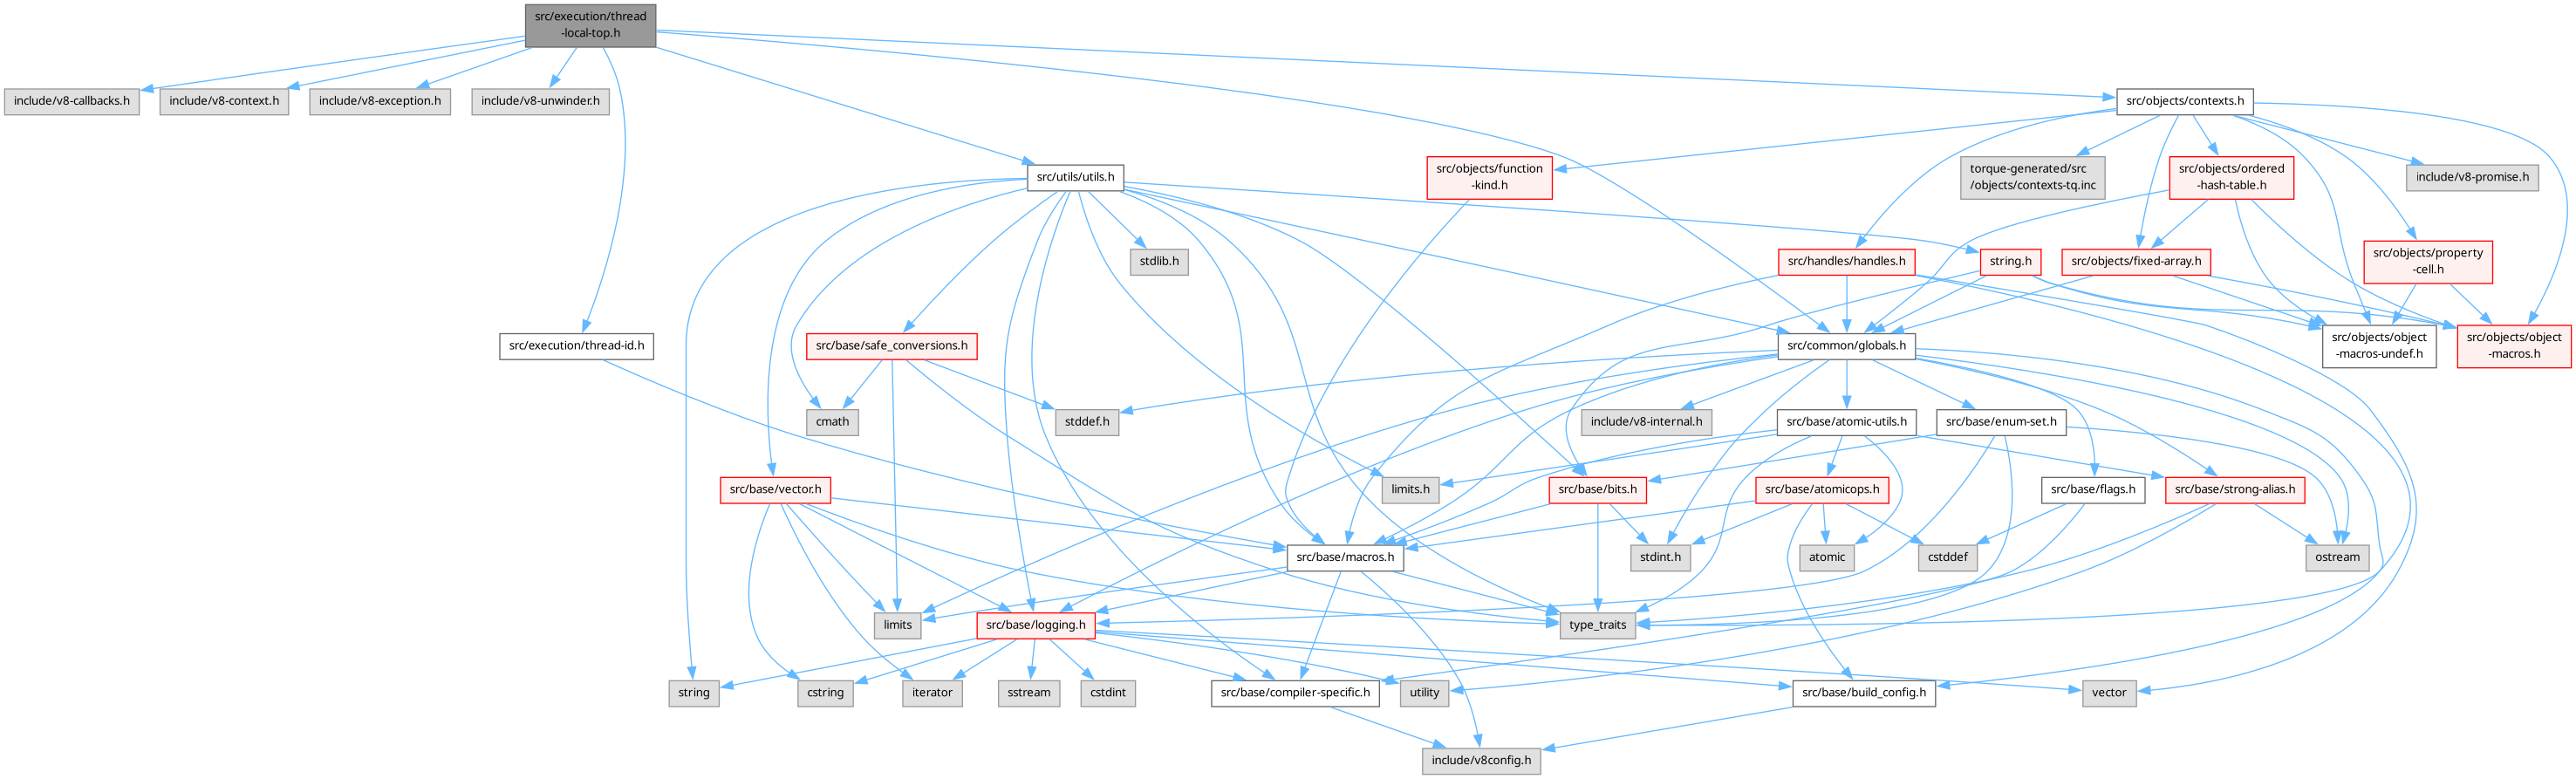 src/execution/thread
-local-top.h
include/v8-callbacks.h
include/v8-context.h
include/v8-exception.h
include/v8-unwinder.h
src/objects/contexts.h
src/utils/utils.h
src/objects/function
-kind.h
torque-generated/src
/objects/contexts-tq.inc
src/objects/ordered
-hash-table.h
include/v8-promise.h
stdlib.h
src/handles/handles.h
string.h
src/objects/fixed-array.h
src/objects/property
-cell.h
src/execution/thread-id.h
src/base/safe_conversions.h
src/common/globals.h
src/objects/object
-macros-undef.h
src/objects/object
-macros.h
cmath
stddef.h
include/v8-internal.h
src/base/atomic-utils.h
src/base/enum-set.h
src/base/vector.h
limits.h
src/base/bits.h
src/base/atomicops.h
src/base/flags.h
src/base/strong-alias.h
src/base/macros.h
stdint.h
atomic
cstddef
ostream
limits
src/base/logging.h
type_traits
string
cstring
iterator
sstream
cstdint
src/base/compiler-specific.h
utility
src/base/build_config.h
vector
include/v8config.h